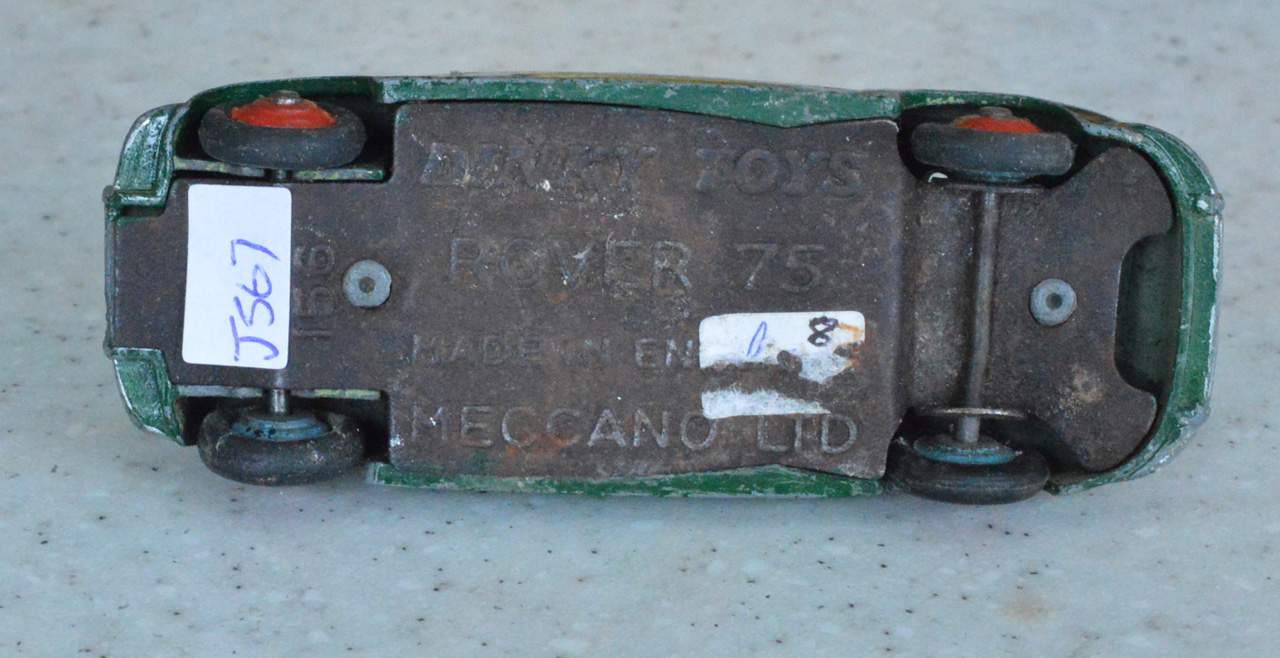 DINKY TOYS
ROVER 75
MADE IN EN
MECCANO LTD
156
J567
8